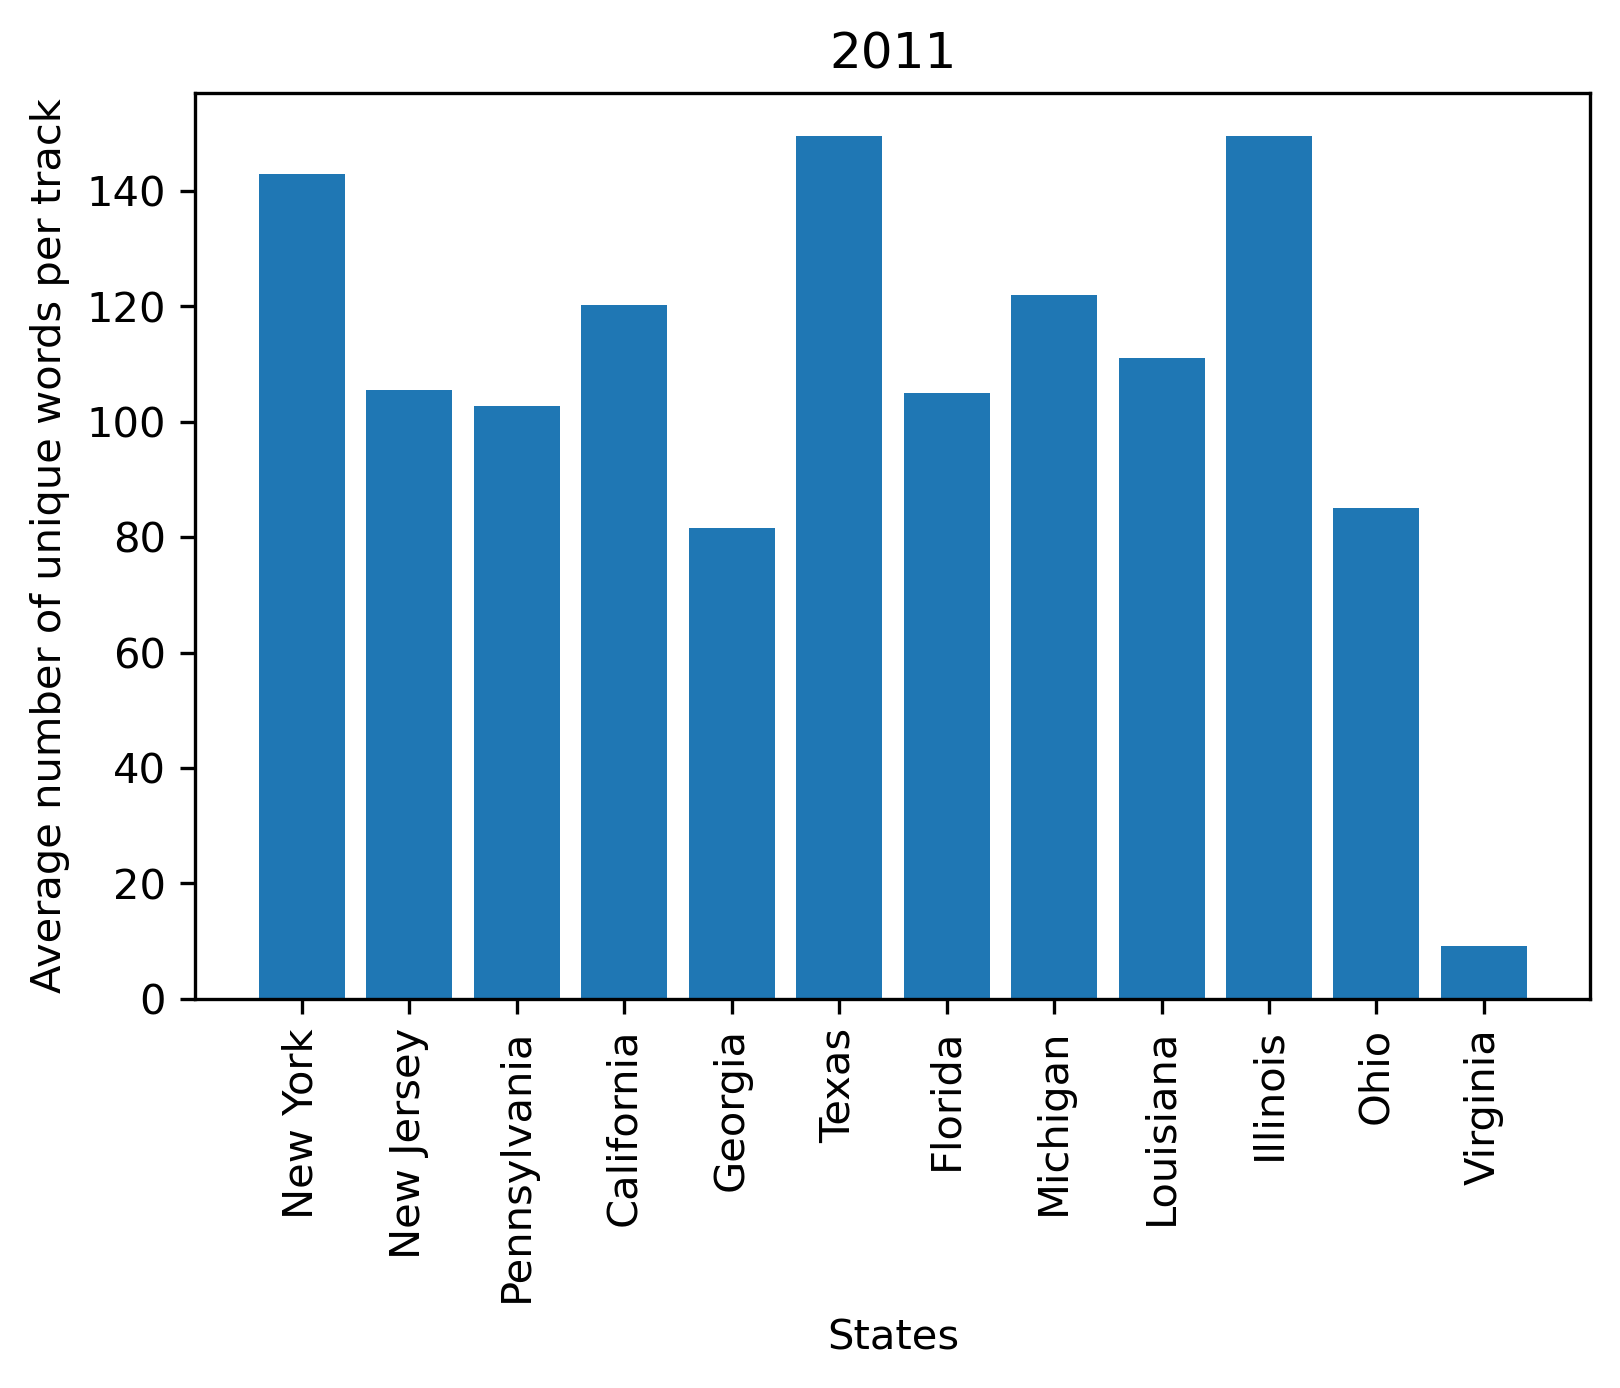 2011
Average number of unique words per track
140
120
100
80
60
40
20
0
New York
New Jersey
Pennsylvania
California
Georgia
Texas
Florida
Michigan
Louisiana
Illinois
Ohio
Virginia
States